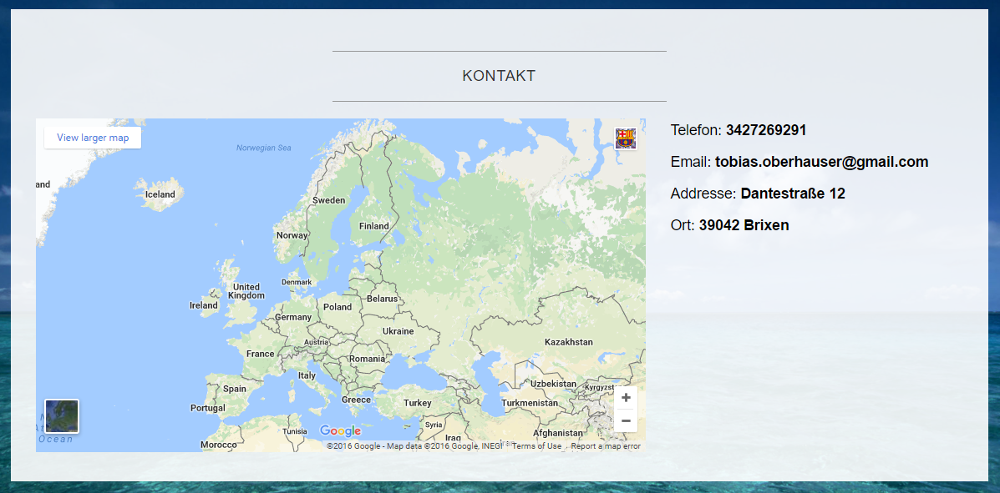 KONTAKT
View larger map
Norwegian Sea
and
Iceland
Sweden
Finland
Norway
Denmark
United
Kingdom
Ireland
Belarus
Poland
Germany
Ukraine
Austria
Kazakhstan
France
Romania
Italy
Uzbekistan
Kyrgyzst
Spain
Greece
Turkey
Turkmenistan
Portugal
Syria
Tunisia
Google
Afghanistan
Iraq
Ocean
Morocco
Iran
©2016 Google - Map data ©2016 Google, INEGI
Terms of Use
Report a map error
Telefon: 3427269291
Email: tobias.oberhauser@gmail.com
Addresse: Dantestraße 12
Ort: 39042 Brixen